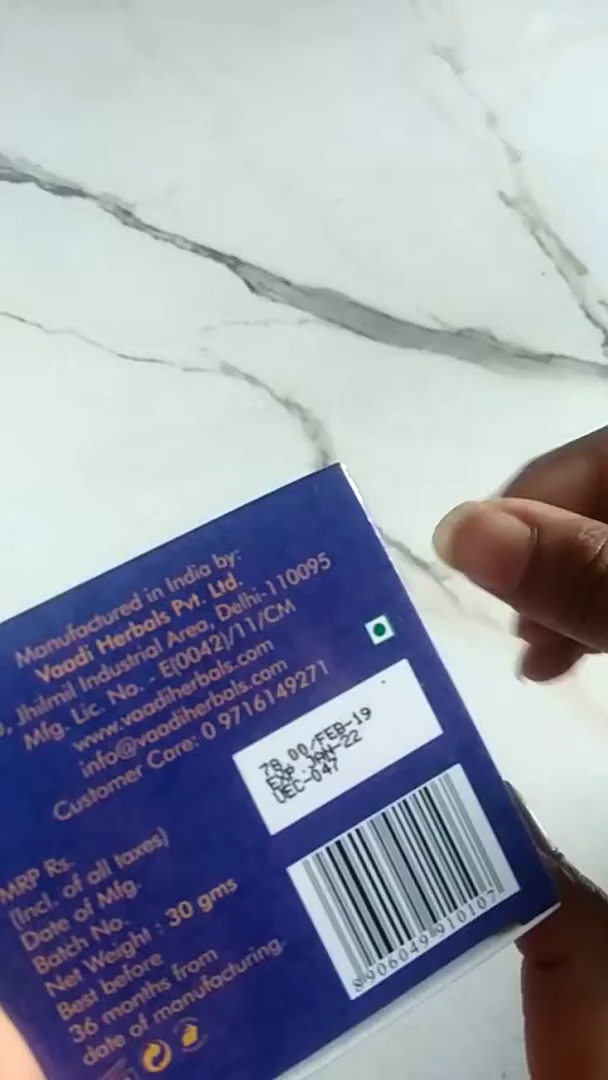 Manufactured in India by:
Vaadi Herbals Pvt. Ltd.
Jhilmil Industrial Area, Delhi-110095
Mfg. Lic. No. - E(0042)/11/CM
www.vaadiherbals.com
info@vaadiherbals.com
Customer Care: 0 9716149271
78.00/FEB-19
EXP:JAN-22
UEC-047
MRP Rs.
(Incl. of all taxes)
Date of Mfg.
Batch No.
Net Weight : 30 gms
Best before
36 months from
date of manufacturing.
8906049910107